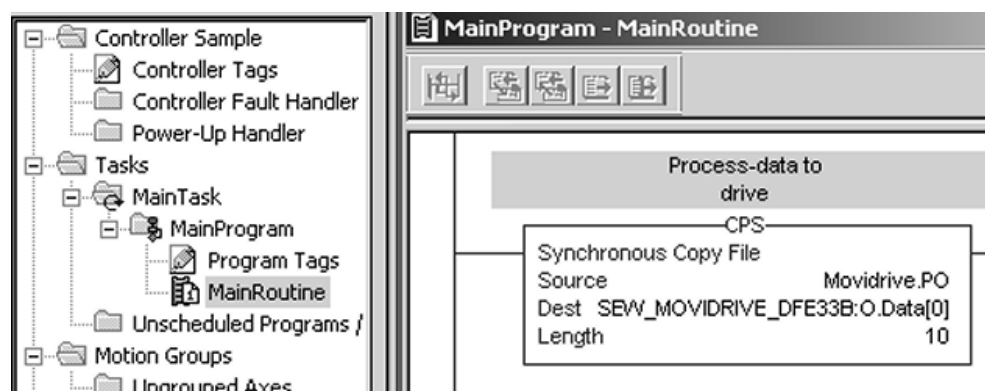 Controller Sample
Controller Tags
Controller Fault Handler
Power-Up Handler
Tasks
MainTask
MainProgram
Program Tags
MainRoutine
Unscheduled Programs /
Motion Groups
Ungrouped Axes
MainProgram - MainRoutine
Process-data to
drive
CPS
Synchronous Copy File
Source Movidrive.PO
Dest SEW_MOVIDRIVE_DFE33B:O.Data[0]
Length 10